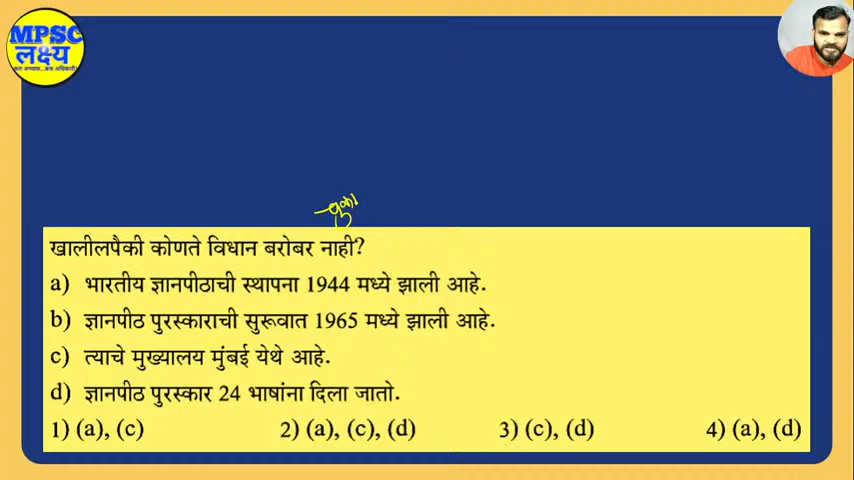 MPSC
लक्ष्य
चुका
खालीलपैकी कोणते विधान बरोबर नाही?
a) भारतीय ज्ञानपीठाची स्थापना 1944 मध्ये झाली आहे.
b) ज्ञानपीठ पुरस्काराची सुरूवात 1965 मध्ये झाली आहे.
c) त्याचे मुख्यालय मुंबई येथे आहे.
d) ज्ञानपीठ पुरस्कार 24 भाषांना दिला जातो.
1) (a), (c) 2) (a), (c), (d) 3) (c), (d) 4) (a), (d)